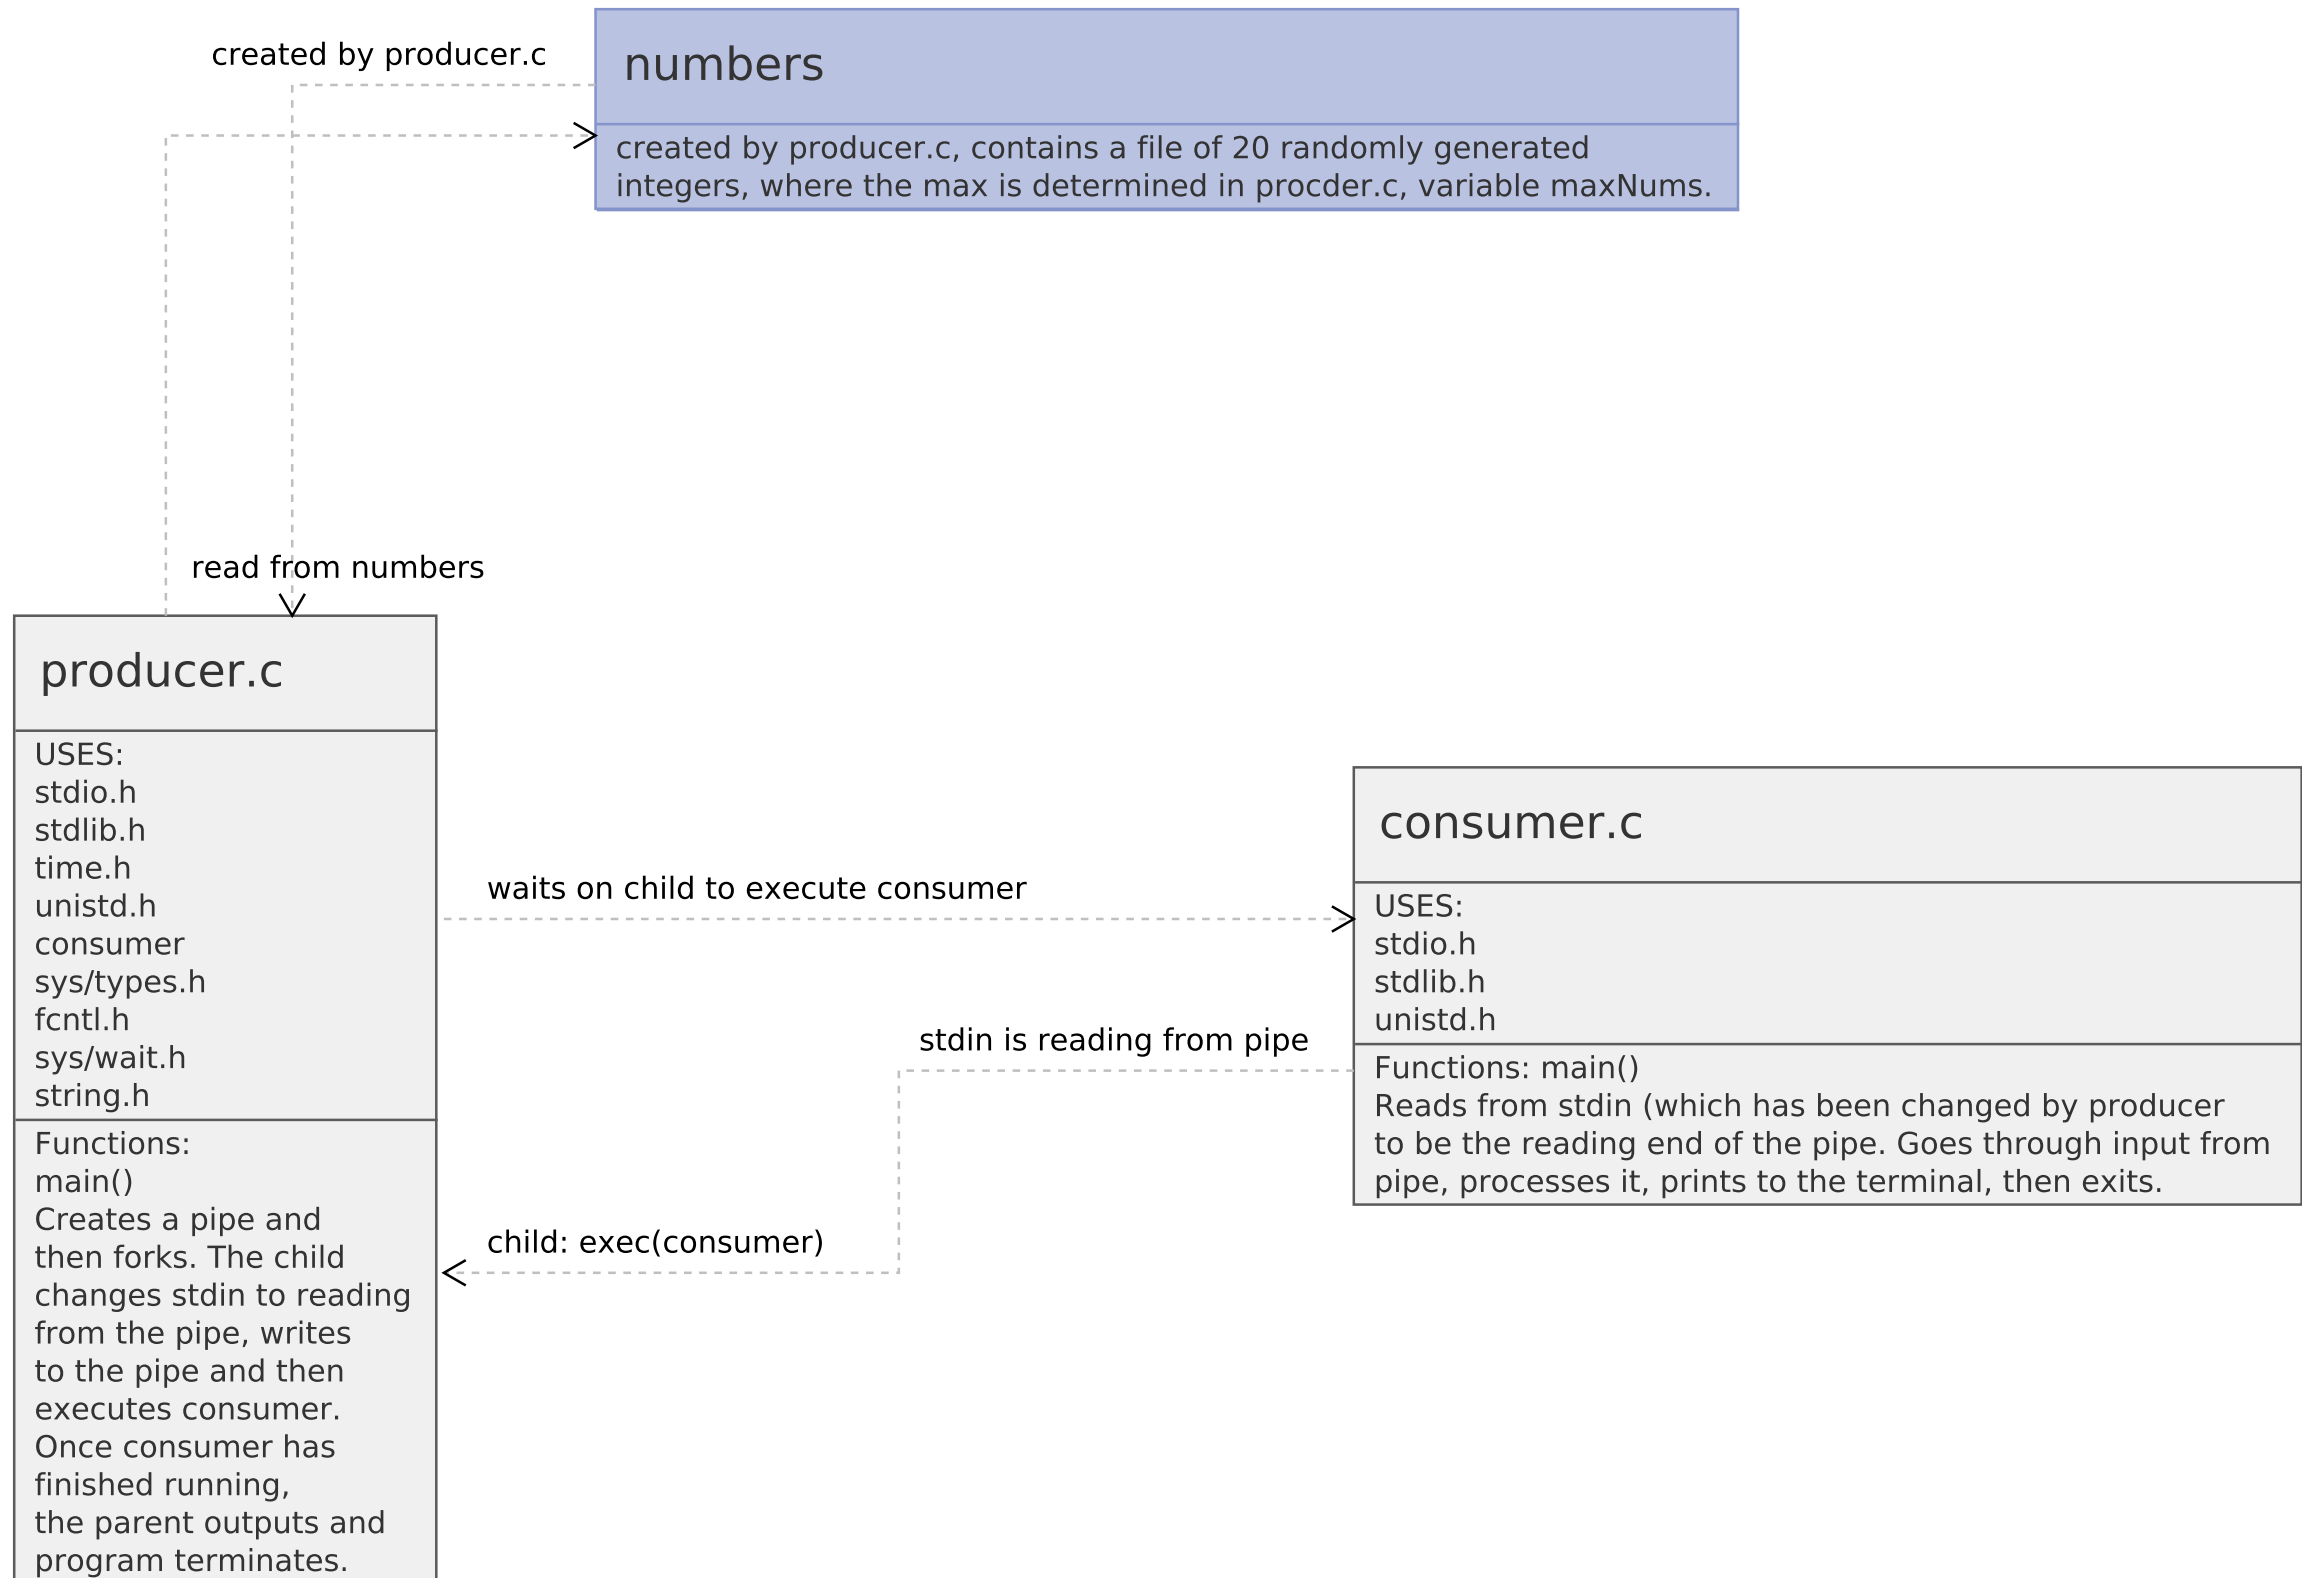 created by producer.c
numbers
created by producer.c, contains a file of 20 randomly generated
integers, where the max is determined in procder.c, variable maxNums.
read from numbers
producer.c
USES:
stdio.h
stdlib.h
time.h
unistd.h
consumer
sys/types.h
fcntl.h
sys/wait.h
string.h
Functions:
main()
Creates a pipe and
then forks. The child
changes stdin to reading
from the pipe, writes
to the pipe and then
executes consumer.
Once consumer has
finished running,
the parent outputs and
program terminates.
waits on child to execute consumer
stdin is reading from pipe
child: exec(consumer)
consumer.c
USES:
stdio.h
stdlib.h
unistd.h
Functions: main()
Reads from stdin (which has been changed by producer
to be the reading end of the pipe. Goes through input from
pipe, processes it, prints to the terminal, then exits.